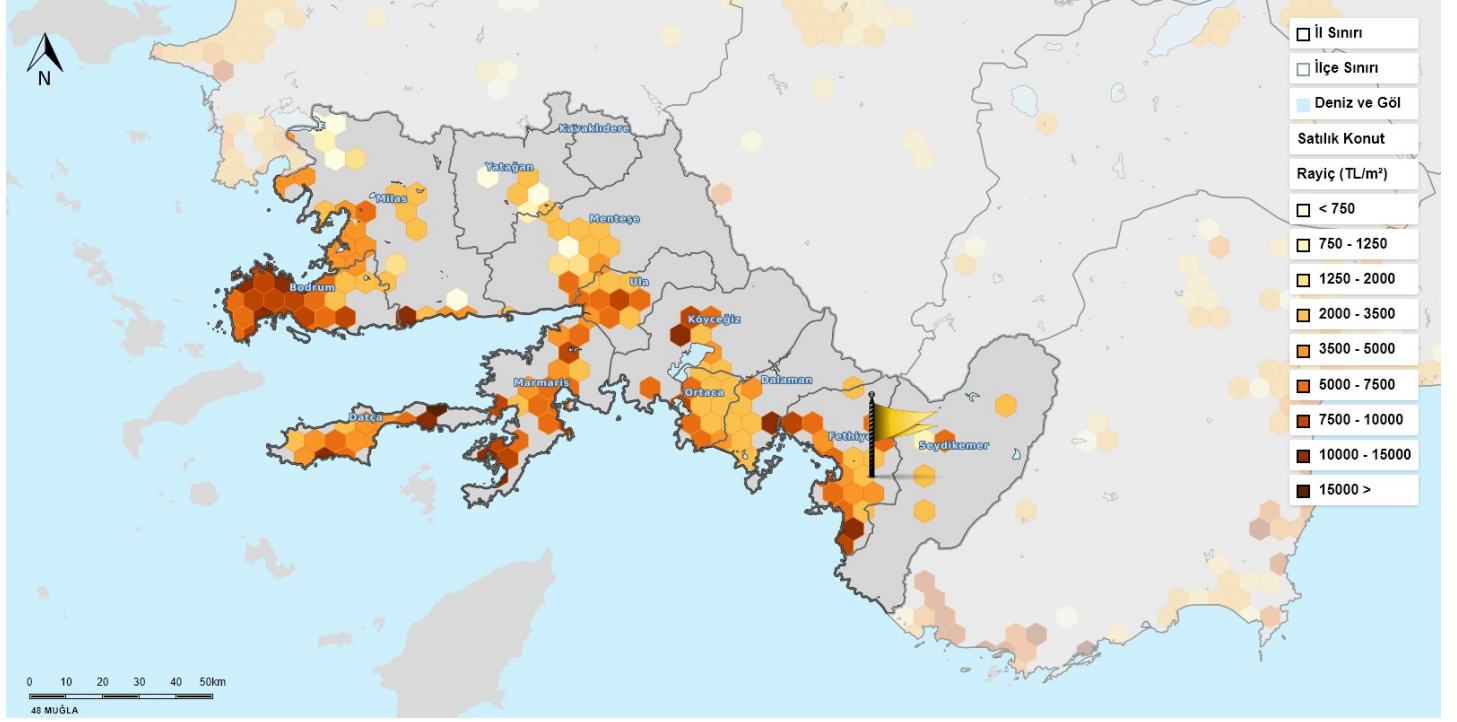 N
İl Sınırı
İlçe Sınırı
Deniz ve Göl
Satılık Konut
Rayiç (TL/m²)
< 750
750 - 1250
1250 - 2000
2000 - 3500
3500 - 5000
5000 - 7500
7500 - 10000
10000 - 15000
15000 >
Kavaklıdere
Yatağan
Milas
Menteşe
Bodrum
Ula
Köyceğiz
Marmaris
Dalaman
Ortaca
Datça
Fethiye
Seydikemer
0 10 20 30 40 50km
48 MUĞLA